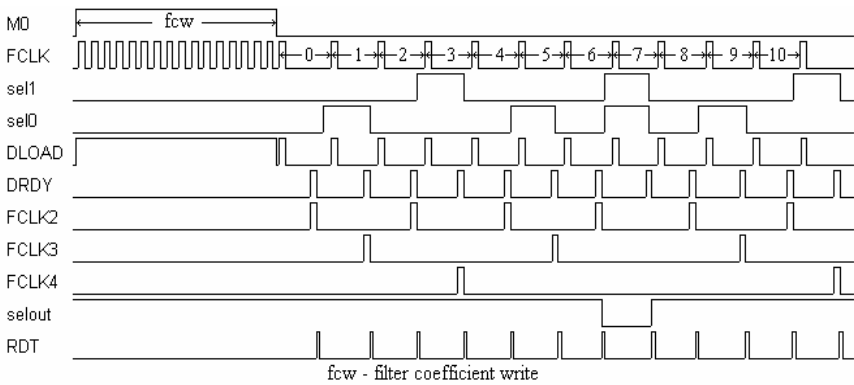 M0 fcw
FCLK 0 1 2 3 4 5 6 7 8 9 10
sel1
sel0
DLOAD
DRDY
FCLK2
FCLK3
FCLK4
selout
RDT
fcw - filter coefficient write